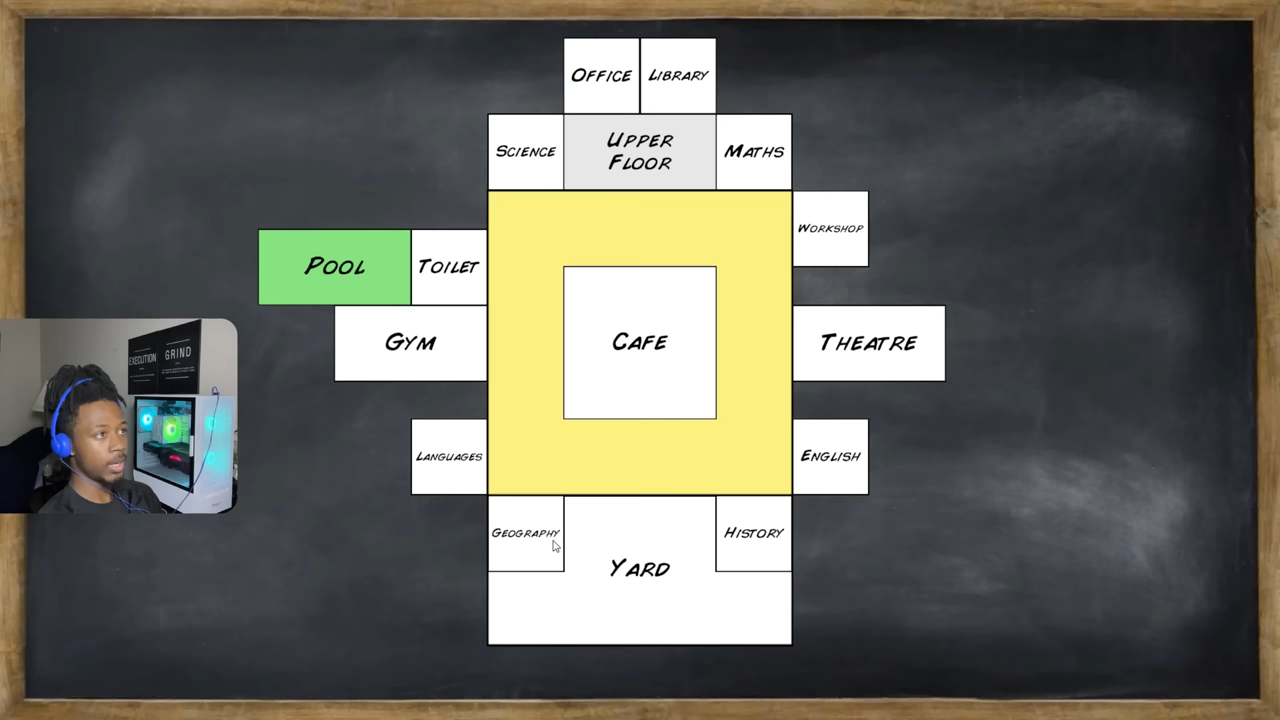 OFFICE
LIBRARY
SCIENCE
UPPER
FLOOR
MATHS
WORKSHOP
POOL
TOILET
GYM
CAFE
THEATRE
EXECUTION
GRIND
LANGUAGES
ENGLISH
GEOGRAPHY
HISTORY
YARD